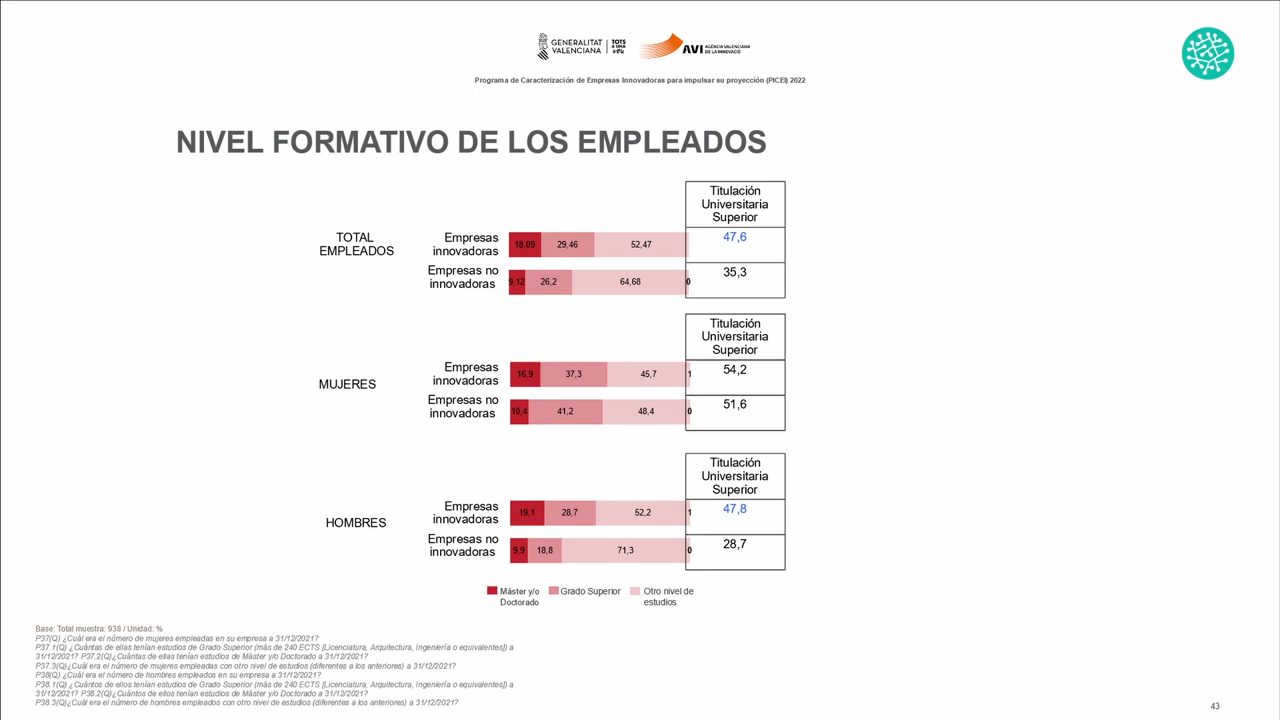 GENERALITAT
VALENCIANA
TOTS
A UNA
veu
AVI
AGÈNCIA VALENCIANA
DE LA INNOVACIÓ
Programa de Caracterización de Empresas Innovadoras para impulsar su proyección (PICEI) 2022
NIVEL FORMATIVO DE LOS EMPLEADOS
Titulación
Universitaria
Superior
TOTAL
EMPLEADOS
Empresas
innovadoras
18,09 29,46 52,47
47,6
Empresas no
innovadoras
9,12 26,2 64,68 0
35,3
Titulación
Universitaria
Superior
MUJERES
Empresas
innovadoras
16,9 37,3 45,7 1
54,2
Empresas no
innovadoras
10,4 41,2 48,4 0
51,6
Titulación
Universitaria
Superior
HOMBRES
Empresas
innovadoras
19,1 28,7 52,2 1
47,8
Empresas no
innovadoras
9,9 18,8 71,3 0
28,7
Máster y/o
Doctorado
Grado Superior
Otro nivel de
estudios
Base: Total muestra: 938 / Unidad: %
P37(Q) ¿Cuál era el número de mujeres empleadas en su empresa a 31/12/2021?
P37.1(Q) ¿Cuántas de ellas tenían estudios de Grado Superior (más de 240 ECTS [Licenciatura, Arquitectura, Ingeniería o equivalentes]) a
31/12/2021? P37.2(Q)¿Cuántas de ellas tenían estudios de Máster y/o Doctorado a 31/12/2021?
P37.3(Q)¿Cuál era el número de mujeres empleadas con otro nivel de estudios (diferentes a los anteriores) a 31/12/2021?
P38(Q) ¿Cuál era el número de hombres empleados en su empresa a 31/12/2021?
P38.1(Q) ¿Cuántos de ellos tenían estudios de Grado Superior (más de 240 ECTS [Licenciatura, Arquitectura, Ingeniería o equivalentes]) a
31/12/2021? P38.2(Q)¿Cuántos de ellos tenían estudios de Máster y/o Doctorado a 31/12/2021?
P38.3(Q)¿Cuál era el número de hombres empleados con otro nivel de estudios (diferentes a los anteriores) a 31/12/2021?
43